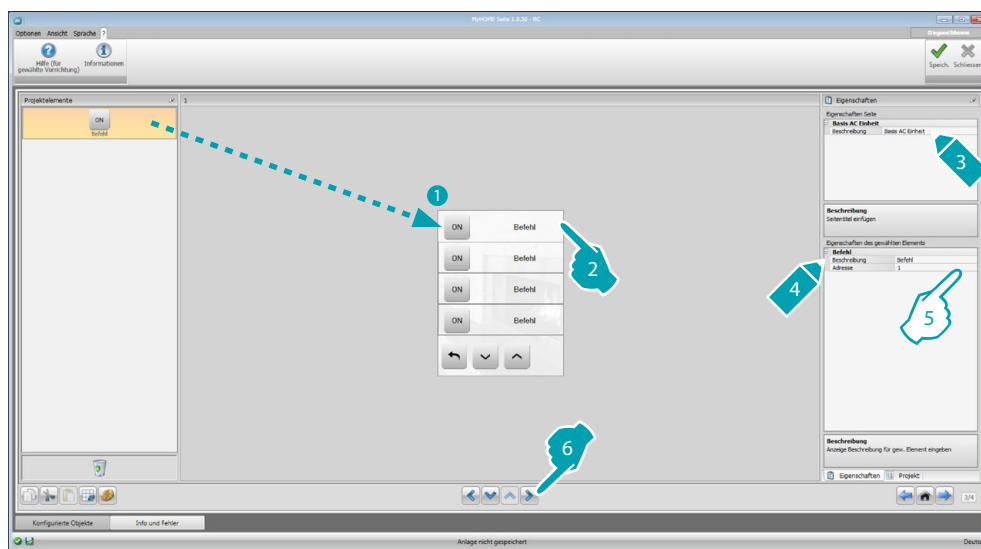 MyHOME Suite 1.0.30 - RC
Optionen Ansicht Sprache ?
Hilfe (für gewählte Vorrichtung)
Informationen
Speich. Schliessen
Projektelemente
1
Eigenschaften
ON
Befehl
Eigenschaften Seite
Basis AC Einheit
Beschreibung Basis AC Einheit
3
Beschreibung
Seitentitel einfügen
1
ON Befehl
2
ON Befehl
ON Befehl
ON Befehl
Eigenschaften des gewählten Elements
Befehl
Beschreibung Befehl
Adresse 1
4
5
6
Beschreibung
Anzeige Beschreibung für gew. Element eingeben
Eigenschaften Projekt
3/4
Konfigurierte Objekte Info und Fehler
Anlage nicht gespeichert